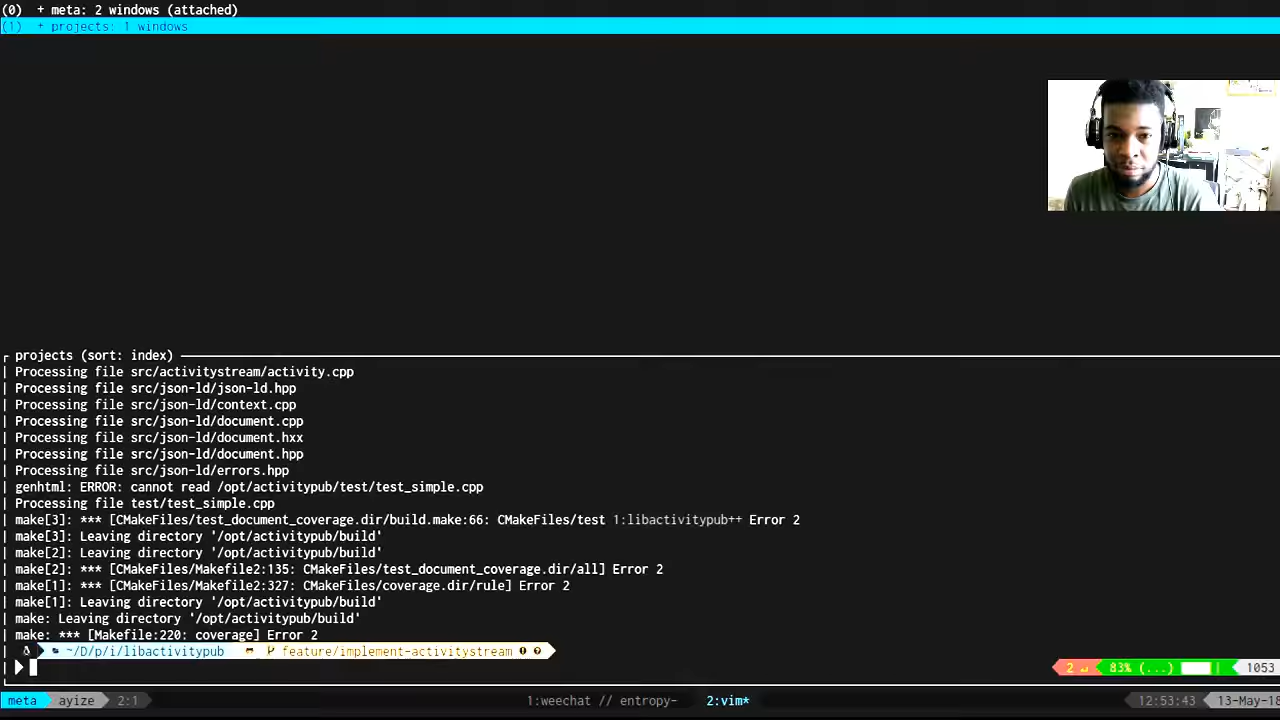 (0)  + meta: 2 windows (attached)
(1)  + projects: 1 windows
projects (sort: index)
Processing file src/activitystream/activity.cpp
Processing file src/json-ld/json-ld.hpp
Processing file src/json-ld/context.cpp
Processing file src/json-ld/document.cpp
Processing file src/json-ld/document.hxx
Processing file src/json-ld/document.hpp
Processing file src/json-ld/errors.hpp
genhtml: ERROR: cannot read /opt/activitypub/test/test_simple.cpp
Processing file test/test_simple.cpp
make[3]: *** [CMakeFiles/test_document_coverage.dir/build.make:66: CMakeFiles/test 1:libactivitypub++ Error 2
make[3]: Leaving directory '/opt/activitypub/build'
make[2]: Leaving directory '/opt/activitypub/build'
make[2]: *** [CMakeFiles/Makefile2:135: CMakeFiles/test_document_coverage.dir/all] Error 2
make[1]: *** [CMakeFiles/Makefile2:327: CMakeFiles/coverage.dir/rule] Error 2
make[1]: Leaving directory '/opt/activitypub/build'
make: Leaving directory '/opt/activitypub/build'
make: *** [Makefile:220: coverage] Error 2
~/D/p/i/libactivitypub feature/implement-activitystream
2 ↵ 83% (...) 1053
meta ayize 2:1 1:weechat // entropy- 2:vim* 12:53:43 13-May-18